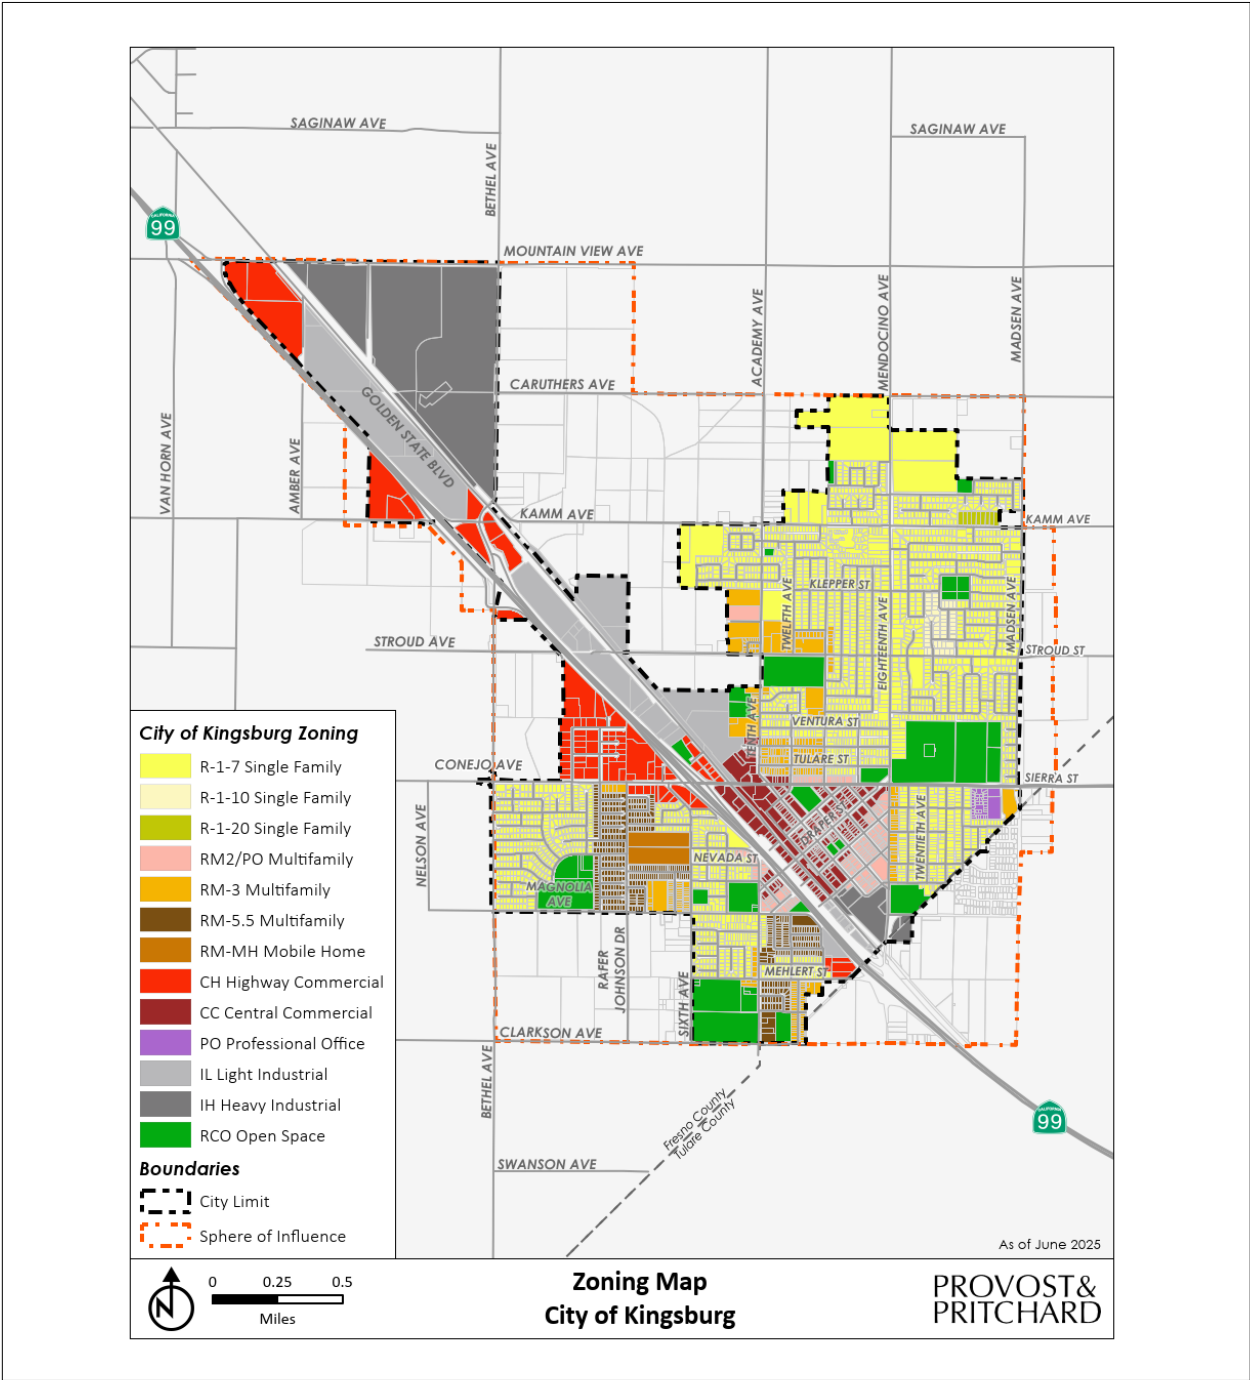 SAGINAW AVE
SAGINAW AVE
BETHEL AVE
CALIFORNIA
99
MOUNTAIN VIEW AVE
ACADEMY AVE
MENDOCINO AVE
MADSEN AVE
CARUTHERS AVE
GOLDEN STATE BLVD
VAN HORN AVE
AMBER AVE
KAMM AVE
KAMM AVE
KLEPPER ST
TWELFTH AVE
EIGHTEENTH AVE
MADSEN AVE
STROUD AVE
STROUD ST
TENTH AVE
VENTURA ST
TULARE ST
CONEJO AVE
SIERRA ST
NELSON AVE
DRAPER ST
TWENTIETH AVE
NEVADA ST
MAGNOLIA
AVE
RAFER
JOHNSON DR
SIXTH AVE
MEHLERT ST
CLARKSON AVE
BETHEL AVE
Fresno County
Tulare County
CALIFORNIA
99
SWANSON AVE
City of Kingsburg Zoning
R-1-7 Single Family
R-1-10 Single Family
R-1-20 Single Family
RM2/PO Multifamily
RM-3 Multifamily
RM-5.5 Multifamily
RM-MH Mobile Home
CH Highway Commercial
CC Central Commercial
PO Professional Office
IL Light Industrial
IH Heavy Industrial
RCO Open Space
Boundaries
City Limit
Sphere of Influence
As of June 2025
N
0 0.25 0.5
Miles
Zoning Map
City of Kingsburg
PROVOST&
PRITCHARD